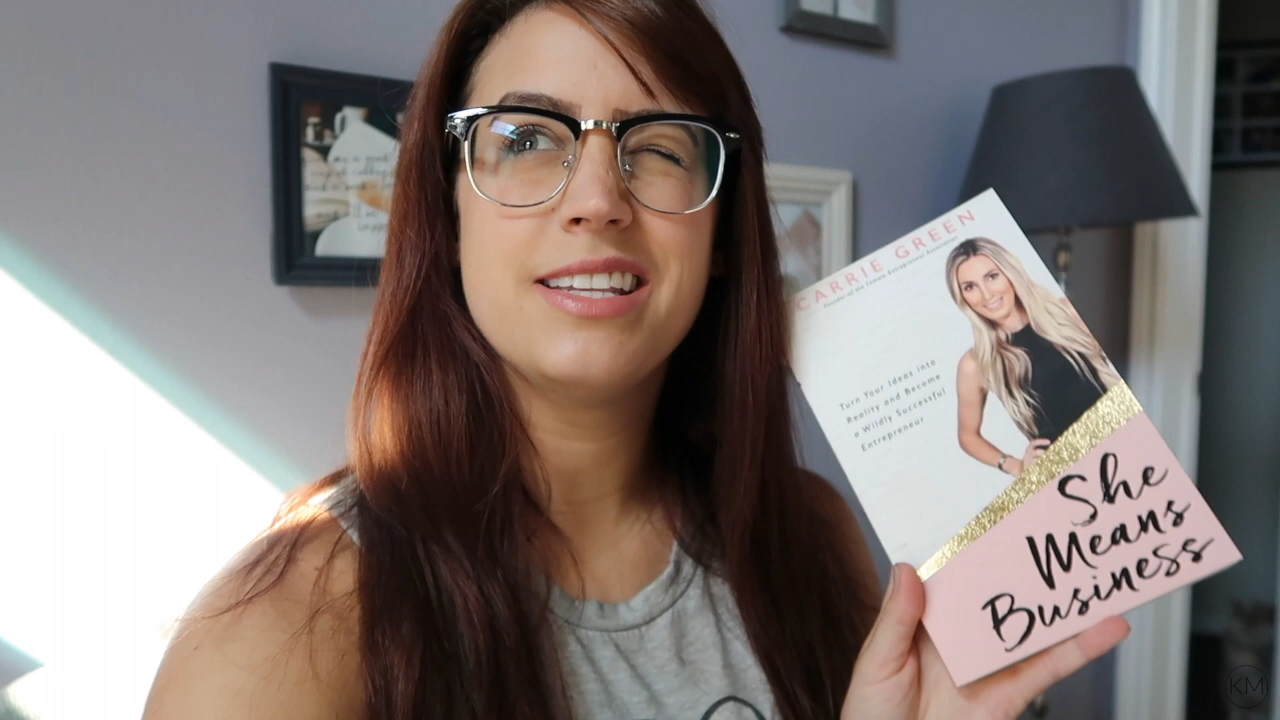 CARRIE GREEN
Founder of the Female Entrepreneur Association
Turn Your Ideas into
Reality and Become
a Wildly Successful
Entrepreneur
She
Means
Business
KM